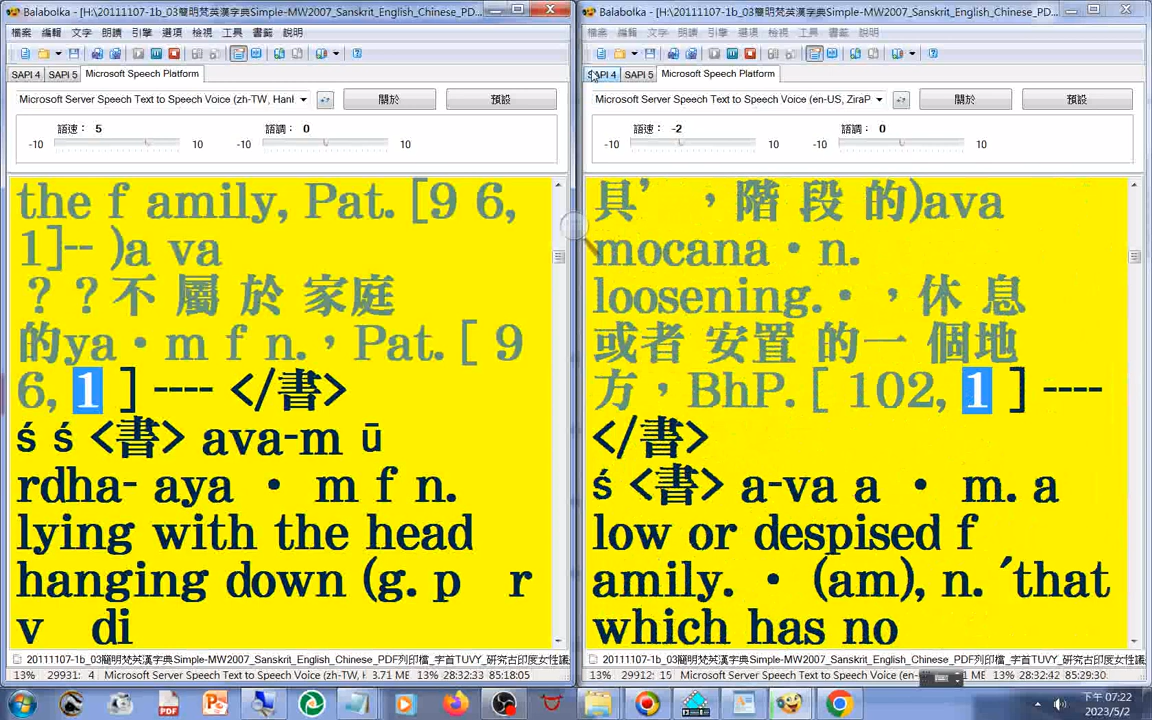 Balabolka - [H:\20111107-1b_03簡明梵英漢字典Simple-MW2007_Sanskrit_English_Chinese_PD...
檔案 編輯 文字 朗讀 引擎 選項 檢視 工具 書籤 說明
SAPI 4 SAPI 5 Microsoft Speech Platform
Microsoft Server Speech Text to Speech Voice (zh-TW, HanH 關於 預設
語速： 5 語調： 0
-10 10 -10 10
the f amily, Pat. [9 6,
1]-- )a va
？？不 屬 於 家庭
的ya • m f n.，Pat. [ 9
6, 1 ] ---- </書>
ś ś <書> ava-m ū
rdha- aya • m f n.
lying with the head
hanging down (g. p r
v di
20111107-1b_03簡明梵英漢字典Simple-MW2007_Sanskrit_English_Chinese_PDF列印檔_字首TUVY_研究古印度女性議
13% 29931: 4 Microsoft Server Speech Text to Speech Voice (zh-TW, H 3.71 MB 13% 28:32:33 85:18:05
Balabolka - [H:\20111107-1b_03簡明梵英漢字典Simple-MW2007_Sanskrit_English_Chinese_PD...
檔案 編輯 文字 朗讀 引擎 選項 檢視 工具 書籤 說明
SAPI 4 SAPI 5 Microsoft Speech Platform
Microsoft Server Speech Text to Speech Voice (en-US, ZiraP 關於 預設
語速： -2 語調： 0
-10 10 -10 10
具’ ，階 段 的)ava
mocana • n.
loosening. • ，休 息
或者 安置 的一 個地
方，BhP. [ 102, 1 ] ----
</書>
ś <書> a-va a • m. a
low or despised f
amily. • (am), n. ´that
which has no
20111107-1b_03簡明梵英漢字典Simple-MW2007_Sanskrit_English_Chinese_PDF列印檔_字首TUVY_研究古印度女性議
13% 29912: 15 Microsoft Server Speech Text to Speech Voice (en-US 13% 28:32:42 85:29:30
下午 07:22
2023/5/2